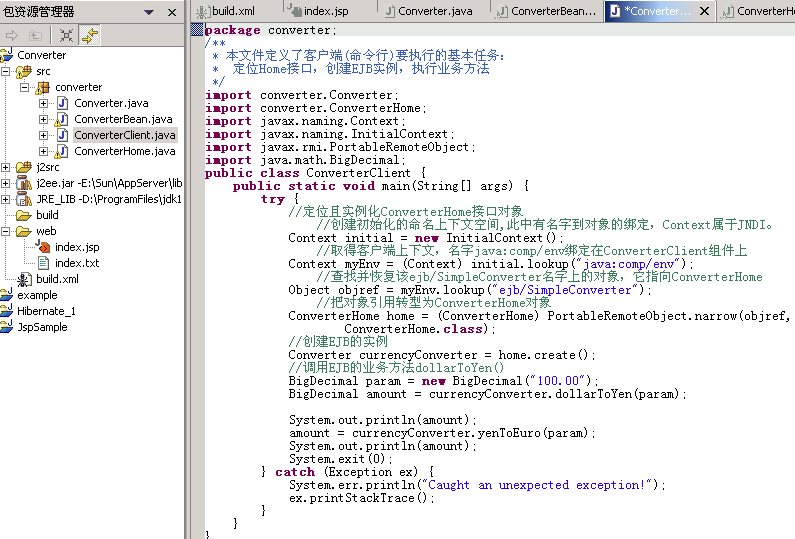 包资源管理器
Converter
src
converter
Converter.java
ConverterBean.java
ConverterClient.java
ConverterHome.java
j2src
j2ee.jar -E:\Sun\AppServer\lib
JRE_LIB -D:\ProgramFiles\jdk1
build
web
index.jsp
index.txt
build.xml
example
Hibernate_1
JspSample
build.xml index.jsp Converter.java ConverterBean... *Converter... ConverterHo
package converter;
/**
* 本文件定义了客户端(命令行)要执行的基本任务:
* 定位Home接口，创建EJB实例，执行业务方法
*/
import converter.Converter;
import converter.ConverterHome;
import javax.naming.Context;
import javax.naming.InitialContext;
import javax.rmi.PortableRemoteObject;
import java.math.BigDecimal;
public class ConverterClient {
public static void main(String[] args) {
try {
//定位且实例化ConverterHome接口对象
//创建初始化的命名上下文空间,此中有名字到对象的绑定，Context属于JNDI。
Context initial = new InitialContext();
//取得客户端上下文，名字java:comp/env绑定在ConverterClient组件上
Context myEnv = (Context) initial.lookup("java:comp/env");
//查找并恢复该ejb/SimpleConverter名字上的对象，它指向ConverterHome
Object objref = myEnv.lookup("ejb/SimpleConverter");
//把对象引用转型为ConverterHome对象
ConverterHome home = (ConverterHome) PortableRemoteObject.narrow(objref,
ConverterHome.class);
//创建EJB的实例
Converter currencyConverter = home.create();
//调用EJB的业务方法dollarToYen()
BigDecimal param = new BigDecimal("100.00");
BigDecimal amount = currencyConverter.dollarToYen(param);
System.out.println(amount);
amount = currencyConverter.yenToEuro(param);
System.out.println(amount);
System.exit(0);
} catch (Exception ex) {
System.err.println("Caught an unexpected exception!");
ex.printStackTrace();
}
}
}